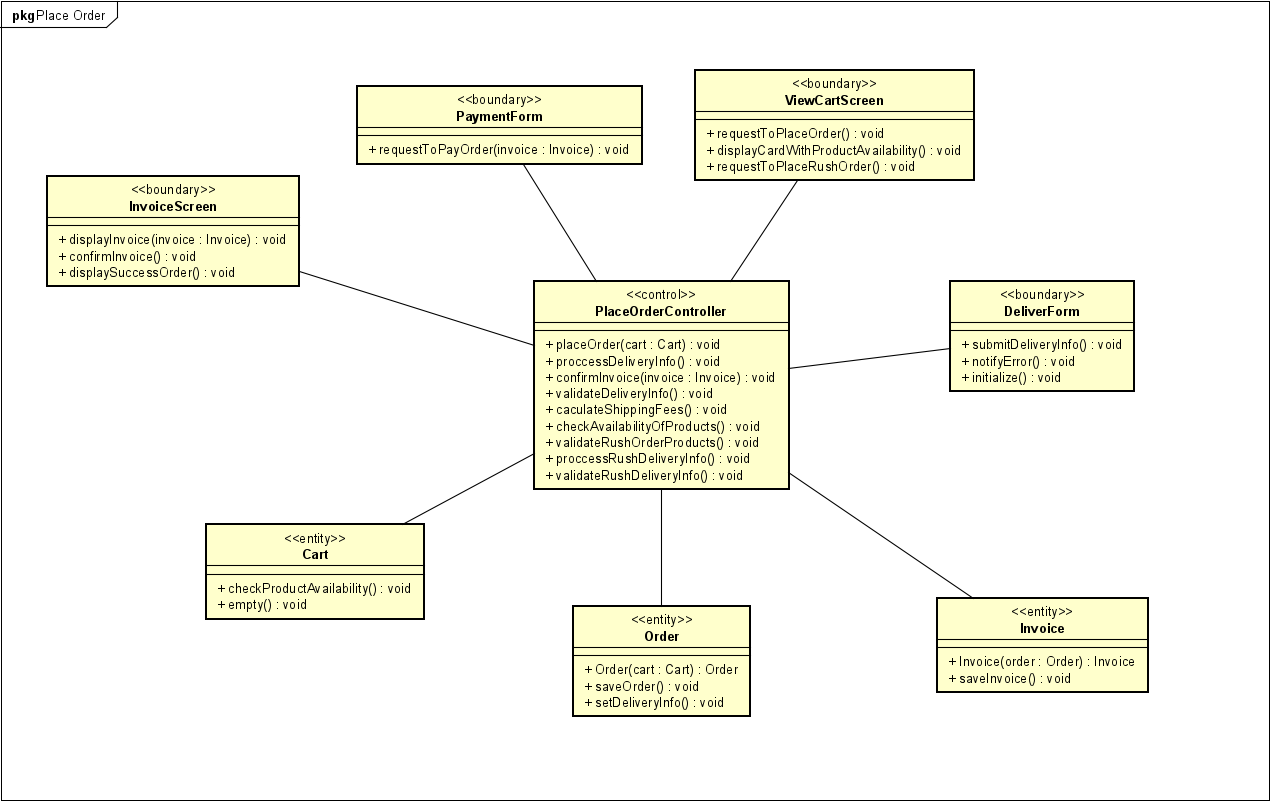 pkg Place Order
<<boundary>>
PaymentForm
+ requestToPayOrder(invoice : Invoice) : void
<<boundary>>
ViewCartScreen
+ requestToPlaceOrder() : void
+ displayCardWithProductAvailability() : void
+ requestToPlaceRushOrder() : void
<<boundary>>
InvoiceScreen
+ displayInvoice(invoice : Invoice) : void
+ confirmInvoice() : void
+ displaySuccessOrder() : void
<<control>>
PlaceOrderController
+ placeOrder(cart : Cart) : void
+ proccessDeliveryInfo() : void
+ confirmInvoice(invoice : Invoice) : void
+ validateDeliveryInfo() : void
+ caculateShippingFees() : void
+ checkAvailabilityOfProducts() : void
+ validateRushOrderProducts() : void
+ proccessRushDeliveryInfo() : void
+ validateRushDeliveryInfo() : void
<<boundary>>
DeliverForm
+ submitDeliveryInfo() : void
+ notifyError() : void
+ initialize() : void
<<entity>>
Cart
+ checkProductAvailability() : void
+ empty() : void
<<entity>>
Order
+ Order(cart : Cart) : Order
+ saveOrder() : void
+ setDeliveryInfo() : void
<<entity>>
Invoice
+ Invoice(order : Order) : Invoice
+ saveInvoice() : void